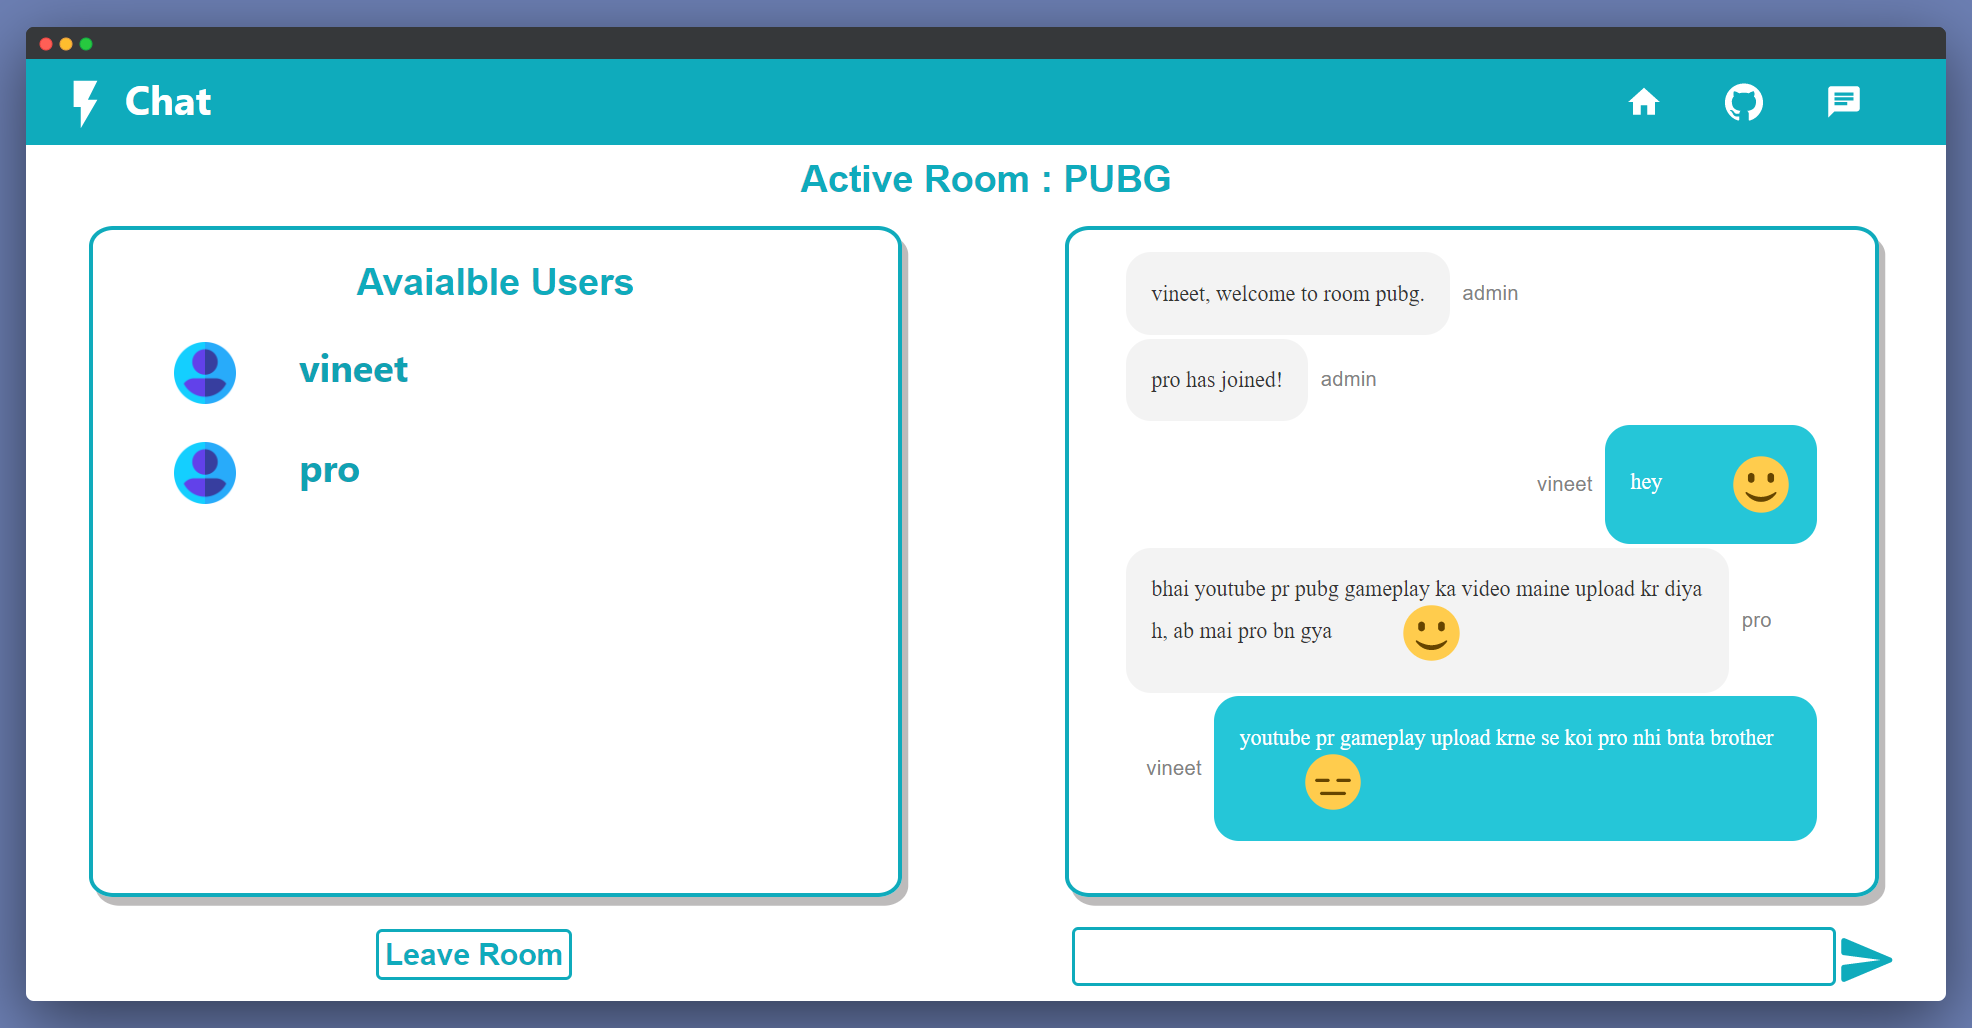 Chat
Active Room : PUBG
Avaialble Users
vineet
pro
Leave Room
vineet, welcome to room pubg.
admin
pro has joined!
admin
vineet
hey
bhai youtube pr pubg gameplay ka video maine upload kr diya
h, ab mai pro bn gya
pro
youtube pr gameplay upload krne se koi pro nhi bnta brother
vineet